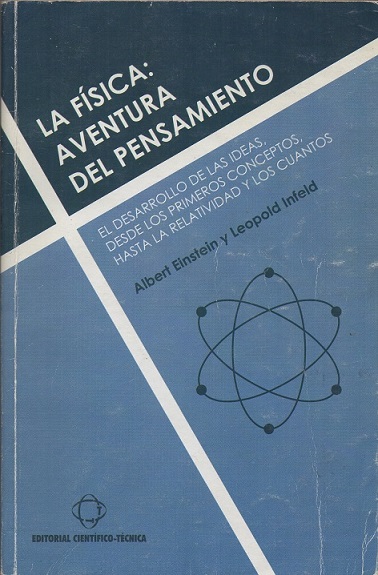 LA FÍSICA:
AVENTURA
DEL PENSAMIENTO
EL DESARROLLO DE LAS IDEAS,
DESDE LOS PRIMEROS CONCEPTOS,
HASTA LA RELATIVIDAD Y LOS CUANTOS
Albert Einstein y Leopold Infeld
EDITORIAL CIENTÍFICO-TÉCNICA